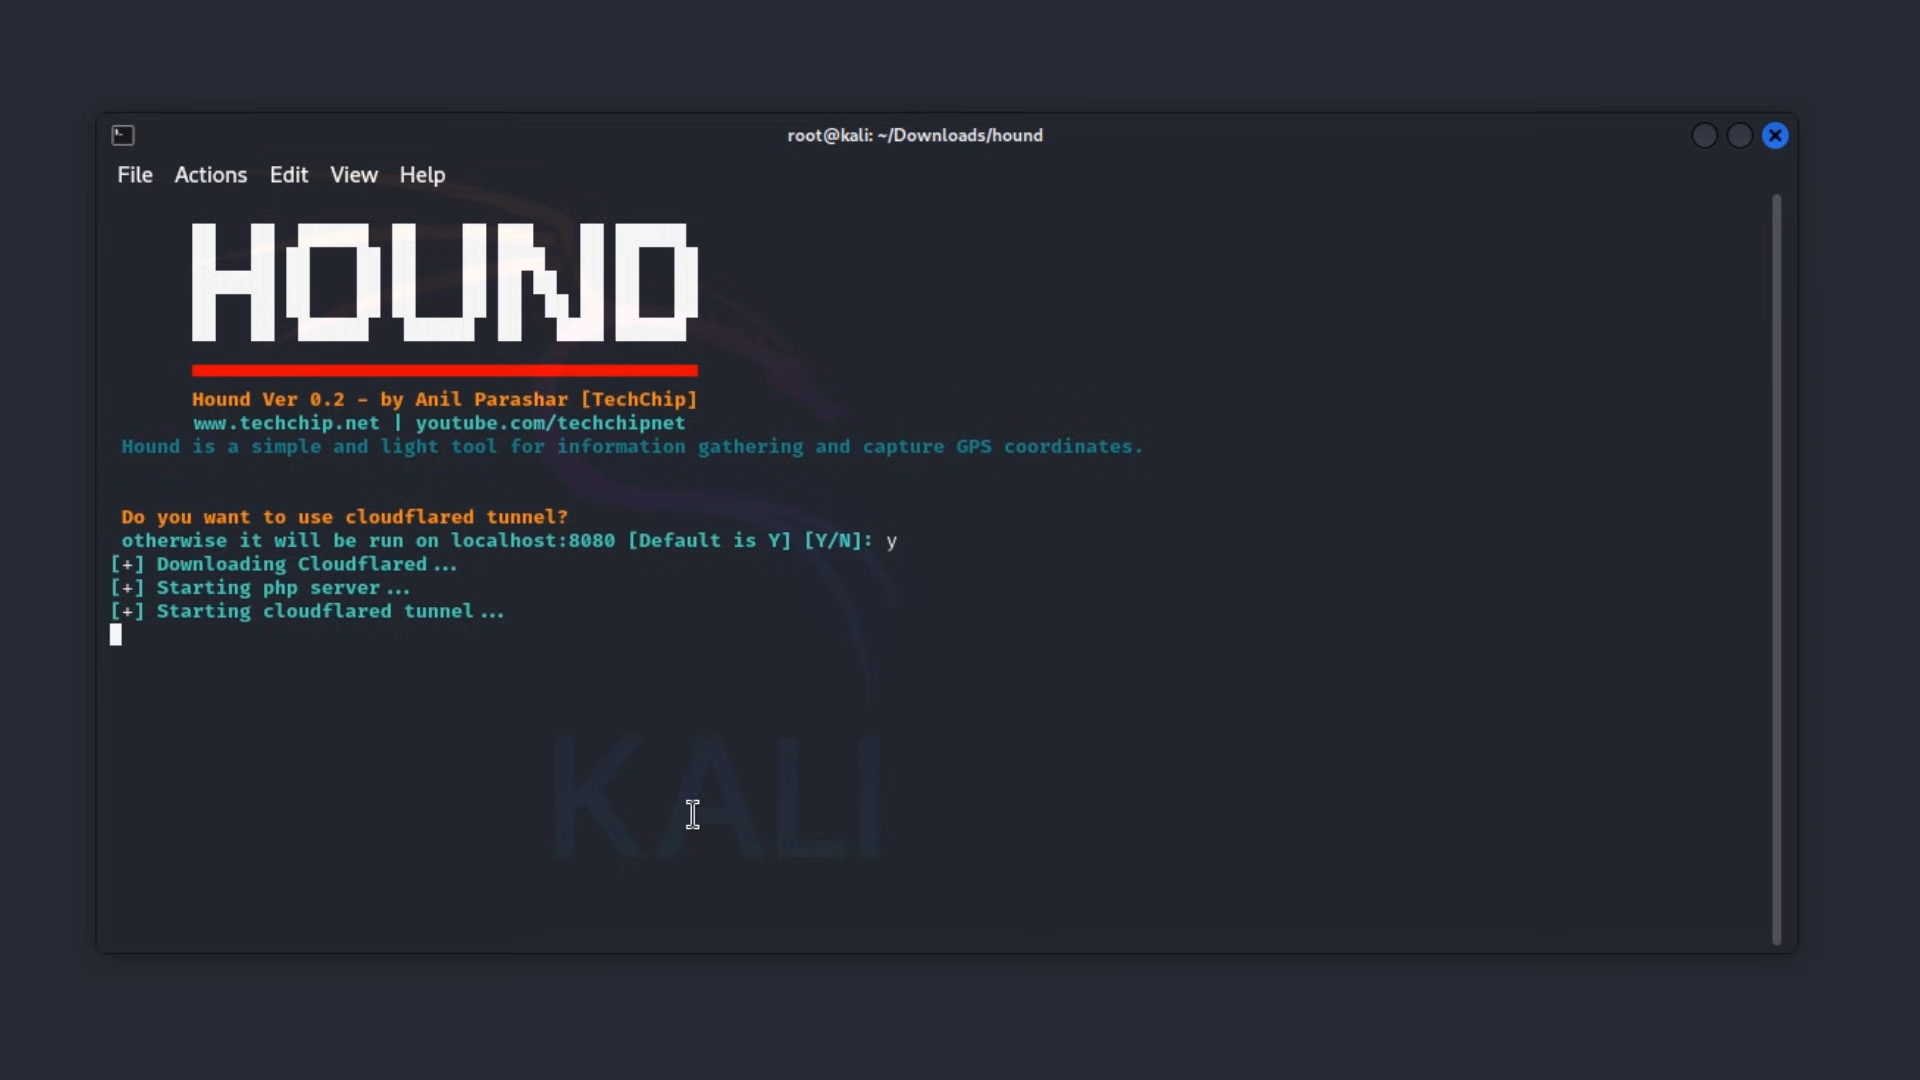 root@kali: ~/Downloads/hound
File Actions Edit View Help
HOUND
Hound Ver 0.2 - by Anil Parashar [TechChip]
www.techchip.net | youtube.com/techchipnet
Hound is a simple and light tool for information gathering and capture GPS coordinates.
Do you want to use cloudflared tunnel?
otherwise it will be run on localhost:8080 [Default is Y] [Y/N]: y
[+] Downloading Cloudflared...
[+] Starting php server...
[+] Starting cloudflared tunnel...
KALI